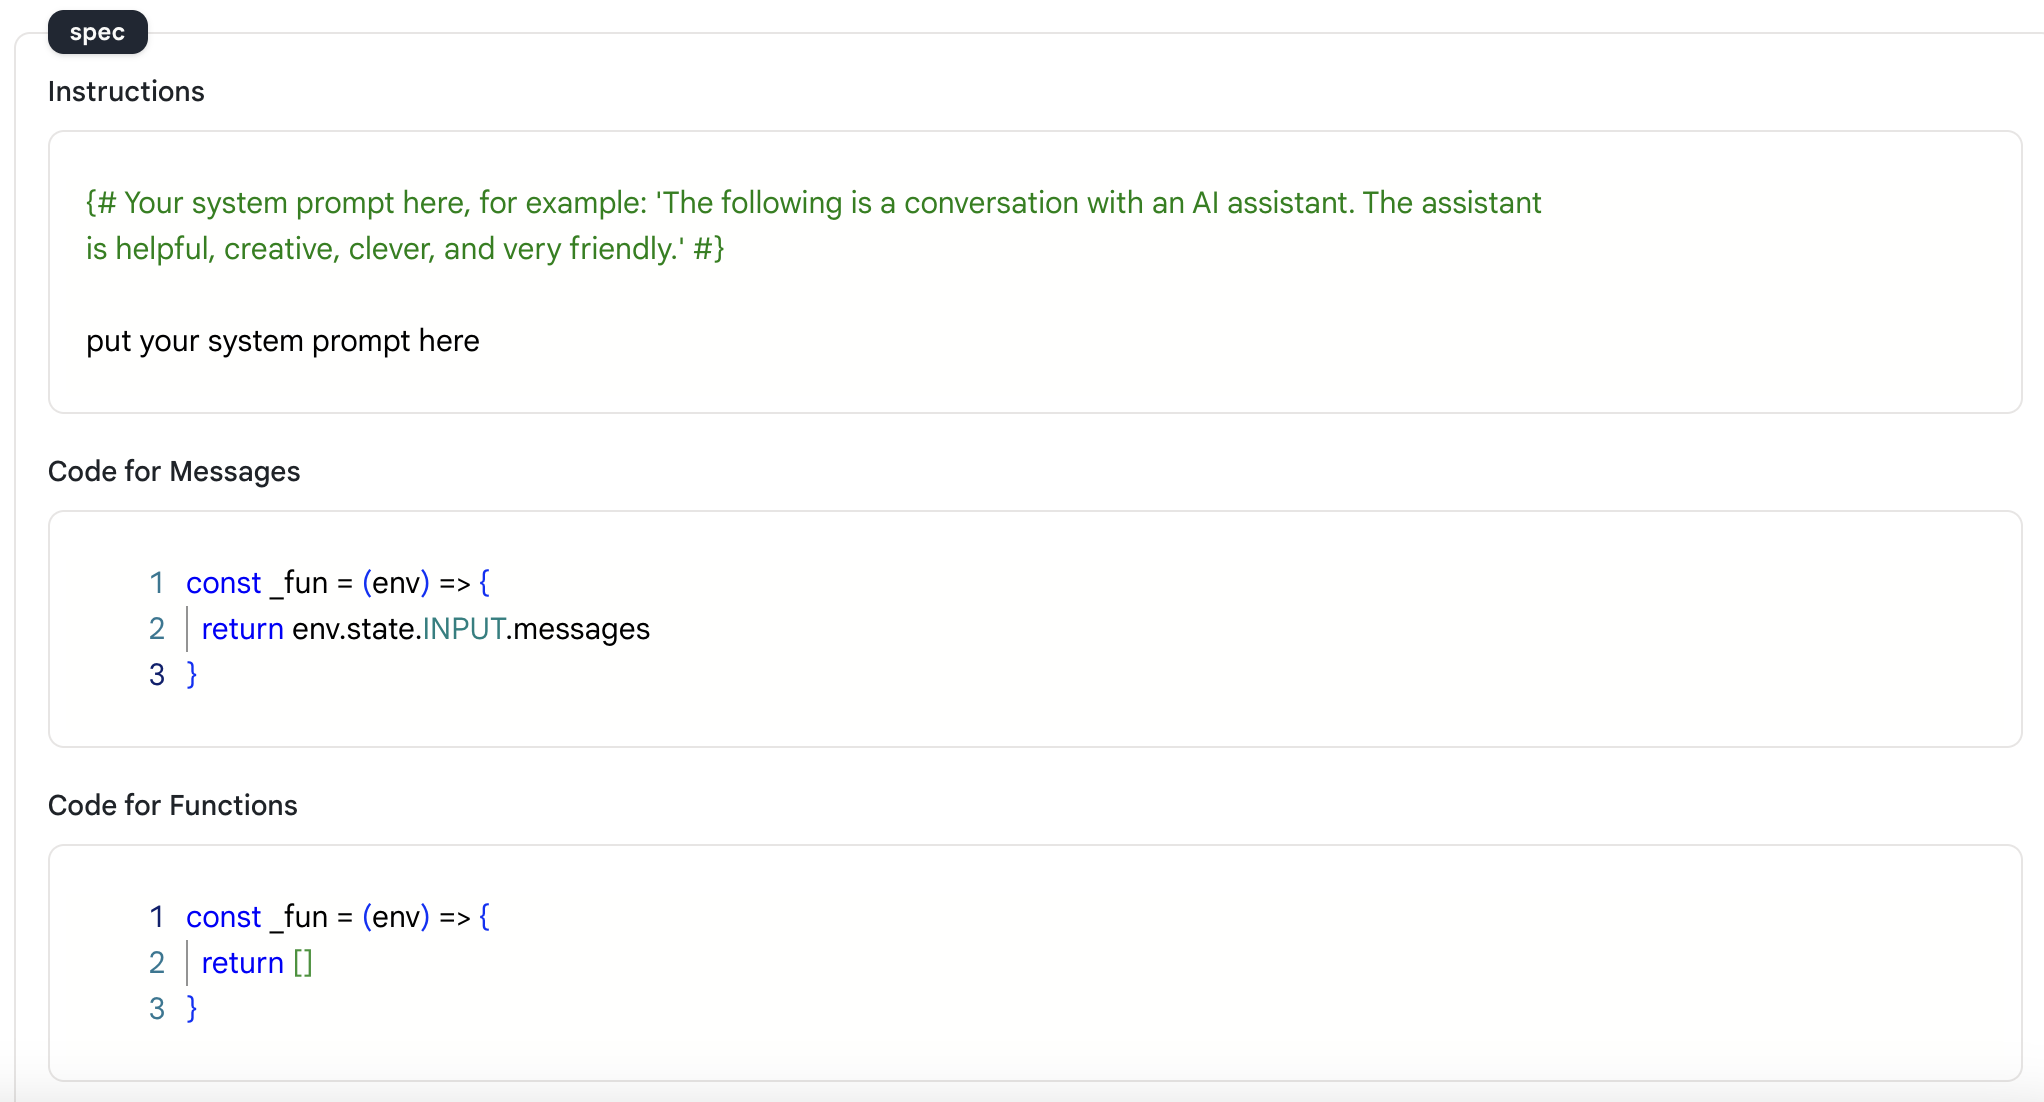 spec
Instructions
{# Your system prompt here, for example: 'The following is a conversation with an AI assistant. The assistant
is helpful, creative, clever, and very friendly.' #}
put your system prompt here
Code for Messages
1 const _fun = (env) => {
2 return env.state.INPUT.messages
3 }
Code for Functions
1 const _fun = (env) => {
2 return []
3 }